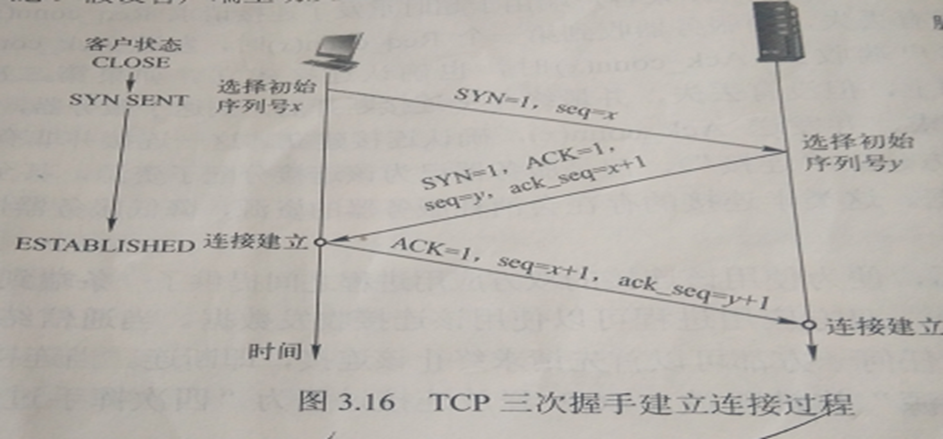 客户状态
CLOSE
SYN SENT
选择初始
序列号x
SYN=1, seq=x
选择初始
序列号y
SYN=1, ACK=1,
seq=y, ack_seq=x+1
ESTABLISHED
连接建立
ACK=1, seq=x+1, ack_seq=y+1
连接建立
时间
图 3.16 TCP 三次握手建立连接过程